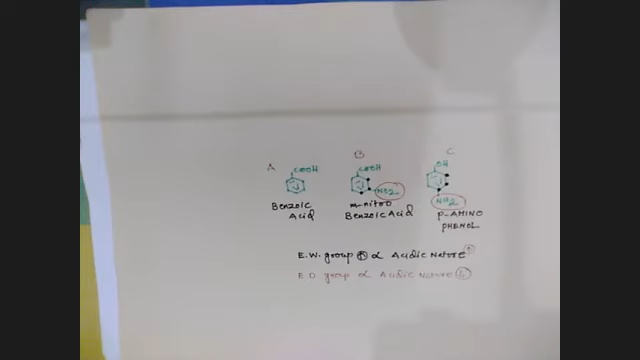 A B C
COOH COOH OH
NO2 NH2
Benzoic Acid
m-nitro Benzoic Acid
P-AMINO PHENOL
E.W. group ↑ α Acidic Nature ↑
E D group α Acidic Nature ↓